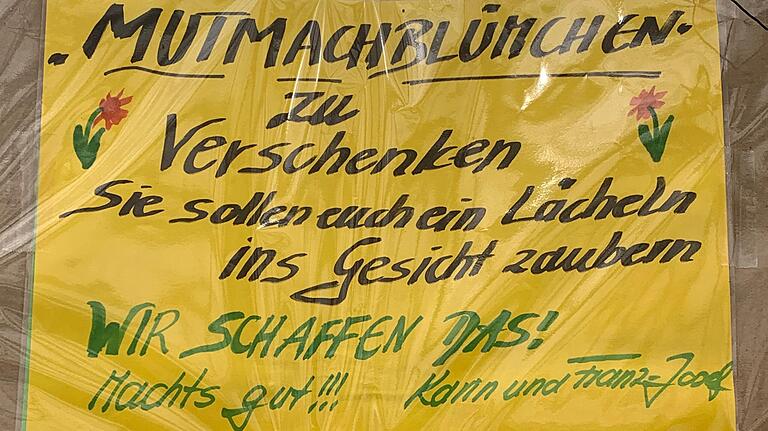 • MUTMACHBLÜMCHEN •
zu
Verschenken
Sie sollen euch ein Lächeln
ins Gesicht zaubern
WIR SCHAFFEN DAS!
Machts gut!!! Karin und Franz-Josef